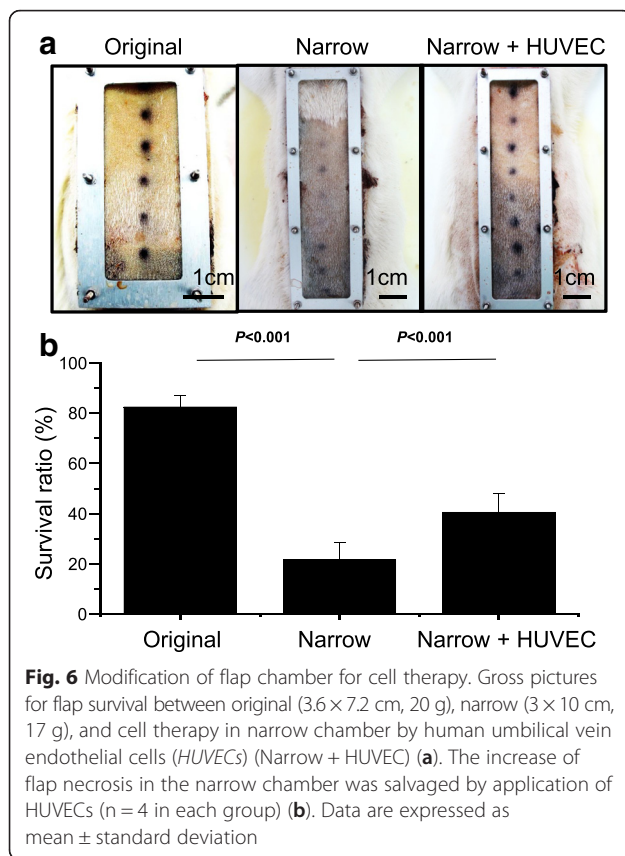 a
Original Narrow Narrow + HUVEC
1cm 1cm 1cm
b
P<0.001 P<0.001
Survival ratio (%)
100
80
60
40
20
0
Original Narrow Narrow + HUVEC
Fig. 6 Modification of flap chamber for cell therapy. Gross pictures
for flap survival between original (3.6 × 7.2 cm, 20 g), narrow (3 × 10 cm,
17 g), and cell therapy in narrow chamber by human umbilical vein
endothelial cells (HUVECs) (Narrow + HUVEC) (a). The increase of
flap necrosis in the narrow chamber was salvaged by application of
HUVECs (n = 4 in each group) (b). Data are expressed as
mean ± standard deviation